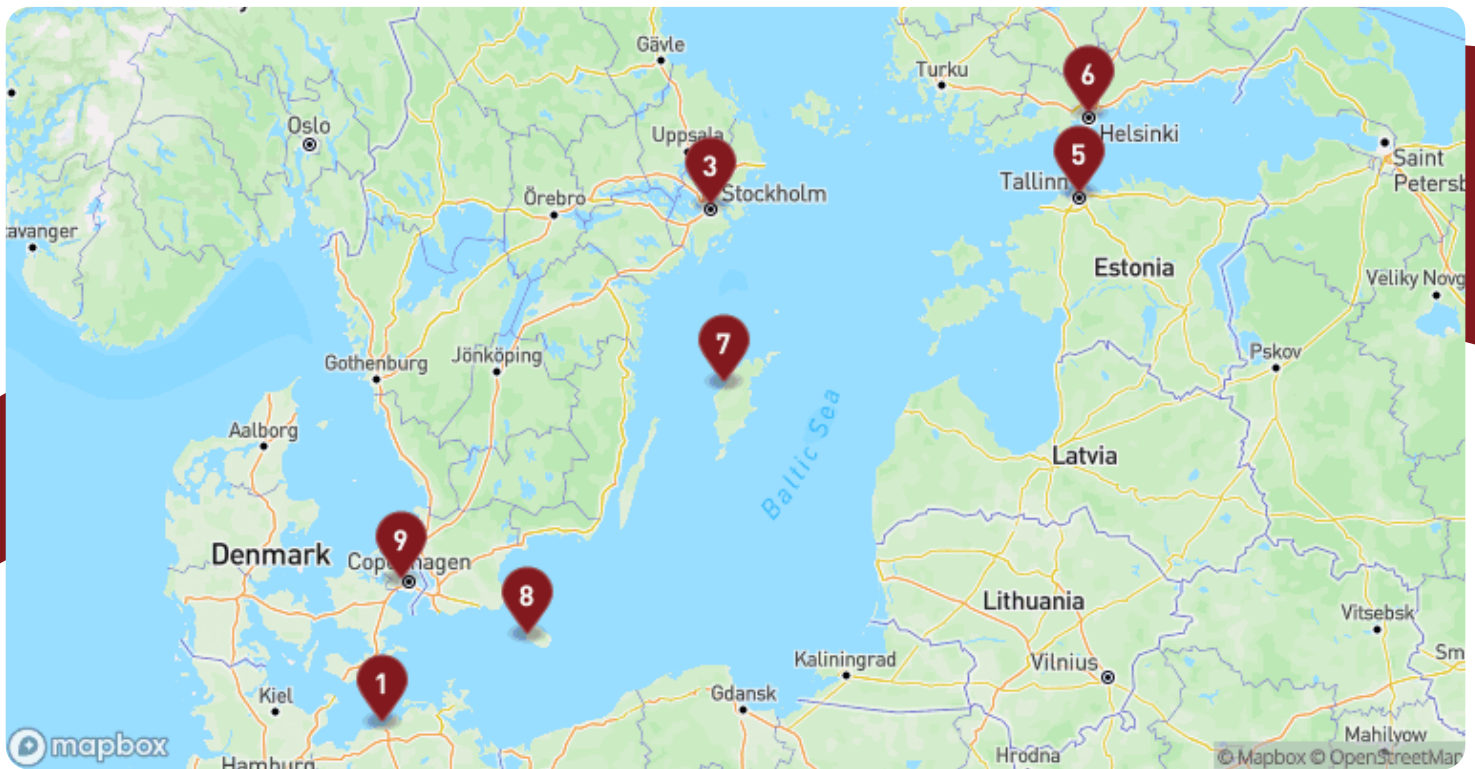 Gävle
Turku
6
Oslo
Uppsala
Helsinki
5
3
Saint
Petersb
Tallinn
Örebro
Stockholm
tavanger
Estonia
Veliky Novg
7
Gothenburg
Jönköping
Pskov
Baltic Sea
Aalborg
Latvia
9
Denmark
Copenhagen
8
Lithuania
Vitsebsk
Kaliningrad
Vilnius
Sm
1
Kiel
Gdansk
mapbox
Hamburg
Hrodna
Mahilyow
© Mapbox © OpenStreetMap